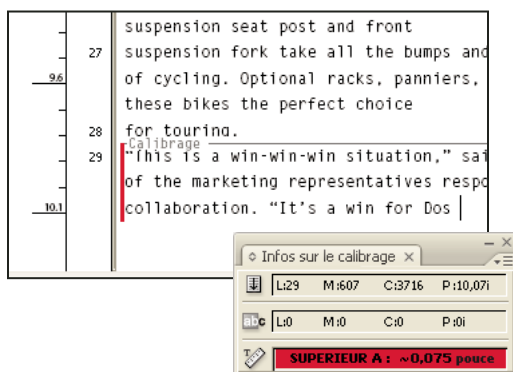 suspension seat post and front
27 suspension fork take all the bumps and
9.6 of cycling. Optional racks, panniers,
these bikes the perfect choice
28 for touring.
Calibrage
29 “This is a win-win-win situation,” sai
of the marketing representatives respo
10.1 collaboration. “It's a win for Dos
Infos sur le calibrage
L:29 M:607 C:3716 P:10,07i
abc L:0 M:0 C:0 P:0i
SUPERIEUR A : ~0,075 pouce